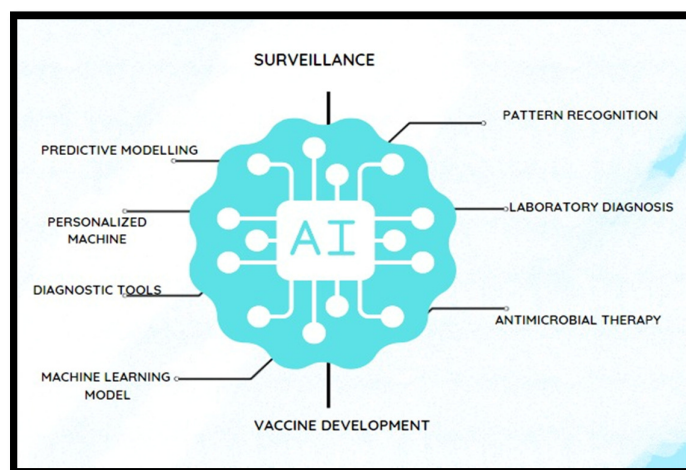 SURVEILLANCE
PATTERN RECOGNITION
PREDICTIVE MODELLING
LABORATORY DIAGNOSIS
PERSONALIZED
MACHINE
AI
DIAGNOSTIC TOOLS
ANTIMICROBIAL THERAPY
MACHINE LEARNING
MODEL
VACCINE DEVELOPMENT